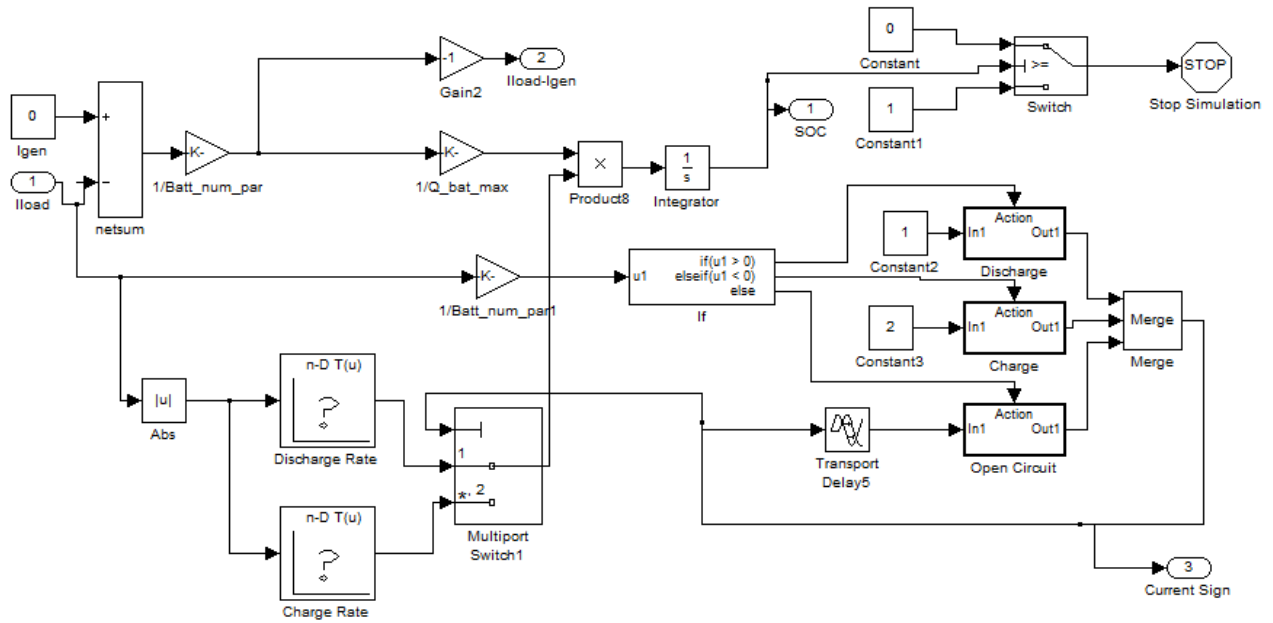 0
Constant
-1
Gain2
2
Iload-Igen
>=
Switch
STOP
Stop Simulation
1
SOC
1
Constant1
0
Igen
+
−
netsum
1
Iload
K-
1/Batt_num_par
K-
1/Q_bat_max
×
Product8
1
s
Integrator
K-
1/Batt_num_par1
u1
if(u1 > 0)
elseif(u1 < 0)
else
If
1
Constant2
Action
In1 Out1
Discharge
2
Constant3
Action
In1 Out1
Charge
Merge
Merge
|u|
Abs
n-D T(u)
Discharge Rate
n-D T(u)
Charge Rate
1
*, 2
Multiport
Switch1
Transport
Delay5
Action
In1 Out1
Open Circuit
3
Current Sign